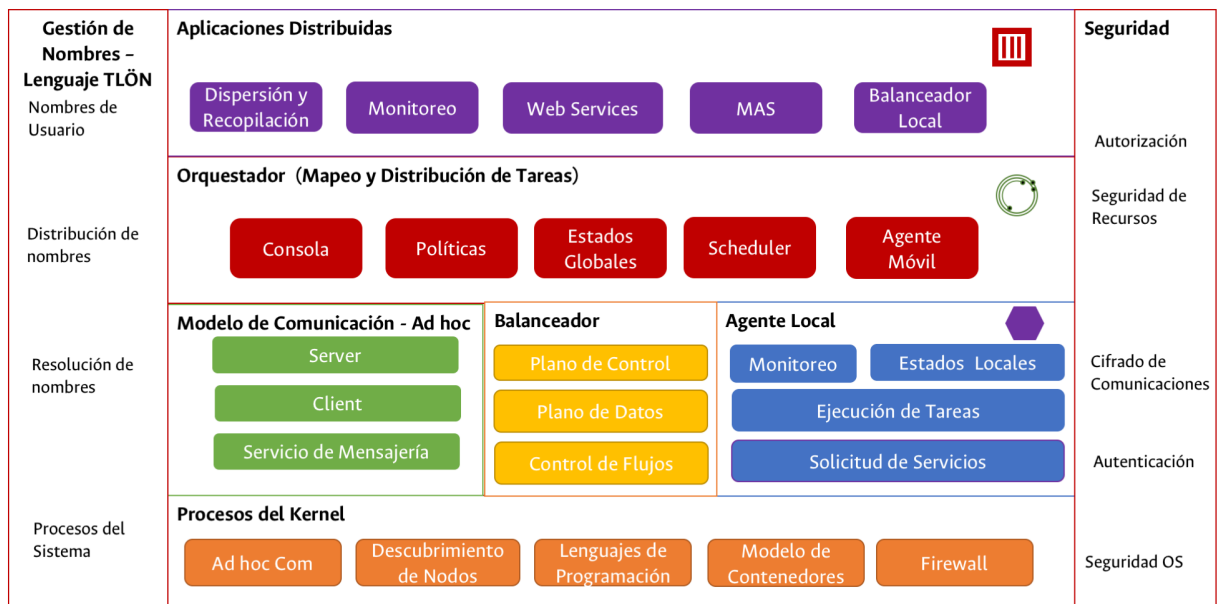 Gestión de
Nombres –
Lenguaje TLÖN
Nombres de
Usuario
Distribución de
nombres
Resolución de
nombres
Procesos del
Sistema
Aplicaciones Distribuidas
Dispersión y
Recopilación
Monitoreo
Web Services
MAS
Balanceador
Local
Orquestador (Mapeo y Distribución de Tareas)
Consola
Políticas
Estados
Globales
Scheduler
Agente
Móvil
Modelo de Comunicación - Ad hoc
Server
Client
Servicio de Mensajería
Balanceador
Plano de Control
Plano de Datos
Control de Flujos
Agente Local
Monitoreo
Estados Locales
Ejecución de Tareas
Solicitud de Servicios
Procesos del Kernel
Ad hoc Com
Descubrimiento
de Nodos
Lenguajes de
Programación
Modelo de
Contenedores
Firewall
Seguridad
Autorización
Seguridad de
Recursos
Cifrado de
Comunicaciones
Autenticación
Seguridad OS